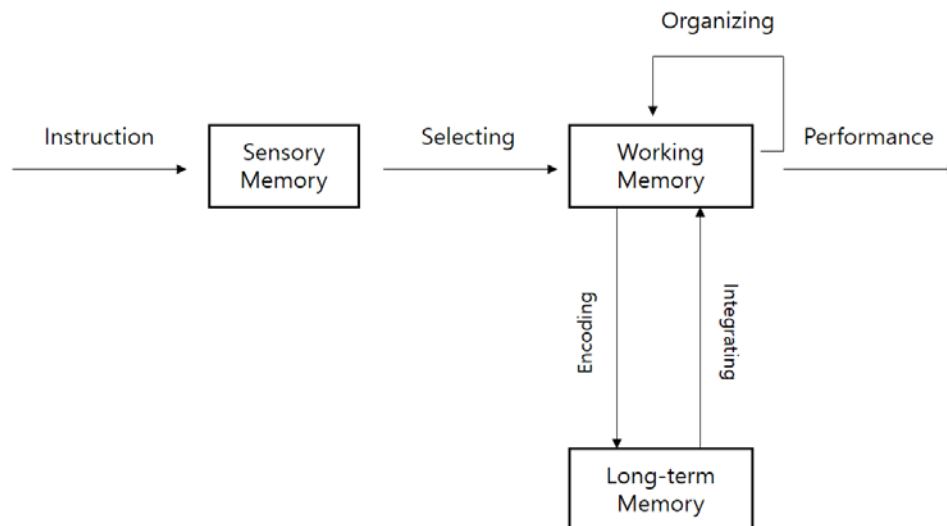 Organizing
Instruction
Selecting
Performance
Sensory
Memory
Working
Memory
Encoding
Integrating
Long-term
Memory